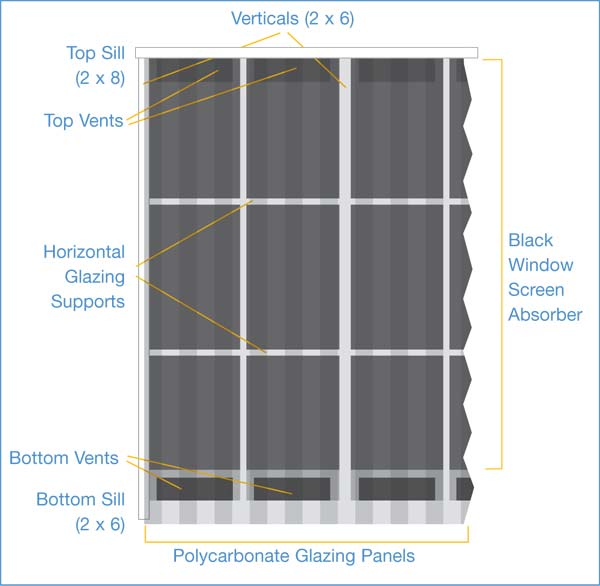 Verticals (2 x 6)
Top Sill
(2 x 8)
Top Vents
Horizontal
Glazing
Supports
Black
Window
Screen
Absorber
Bottom Vents
Bottom Sill
(2 x 6)
Polycarbonate Glazing Panels